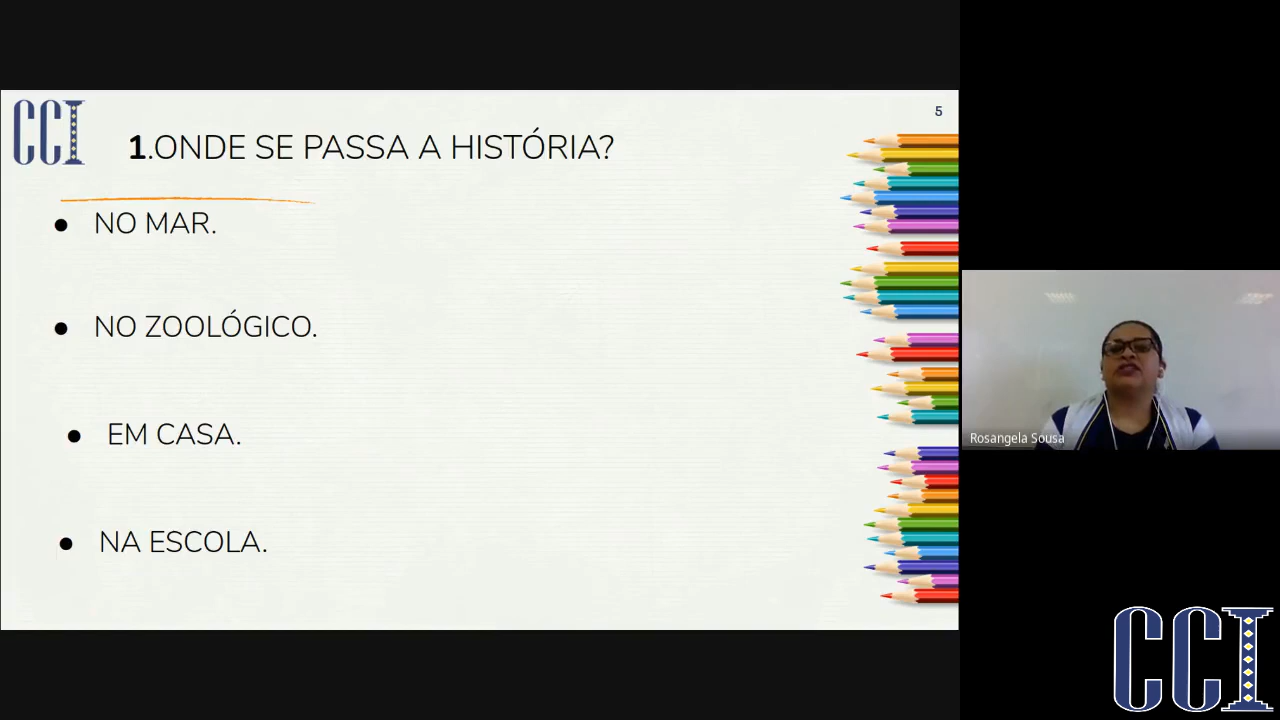 CCI
5
1.ONDE SE PASSA A HISTÓRIA?
● NO MAR.
● NO ZOOLÓGICO.
● EM CASA.
● NA ESCOLA.
Rosangela Sousa
CCI